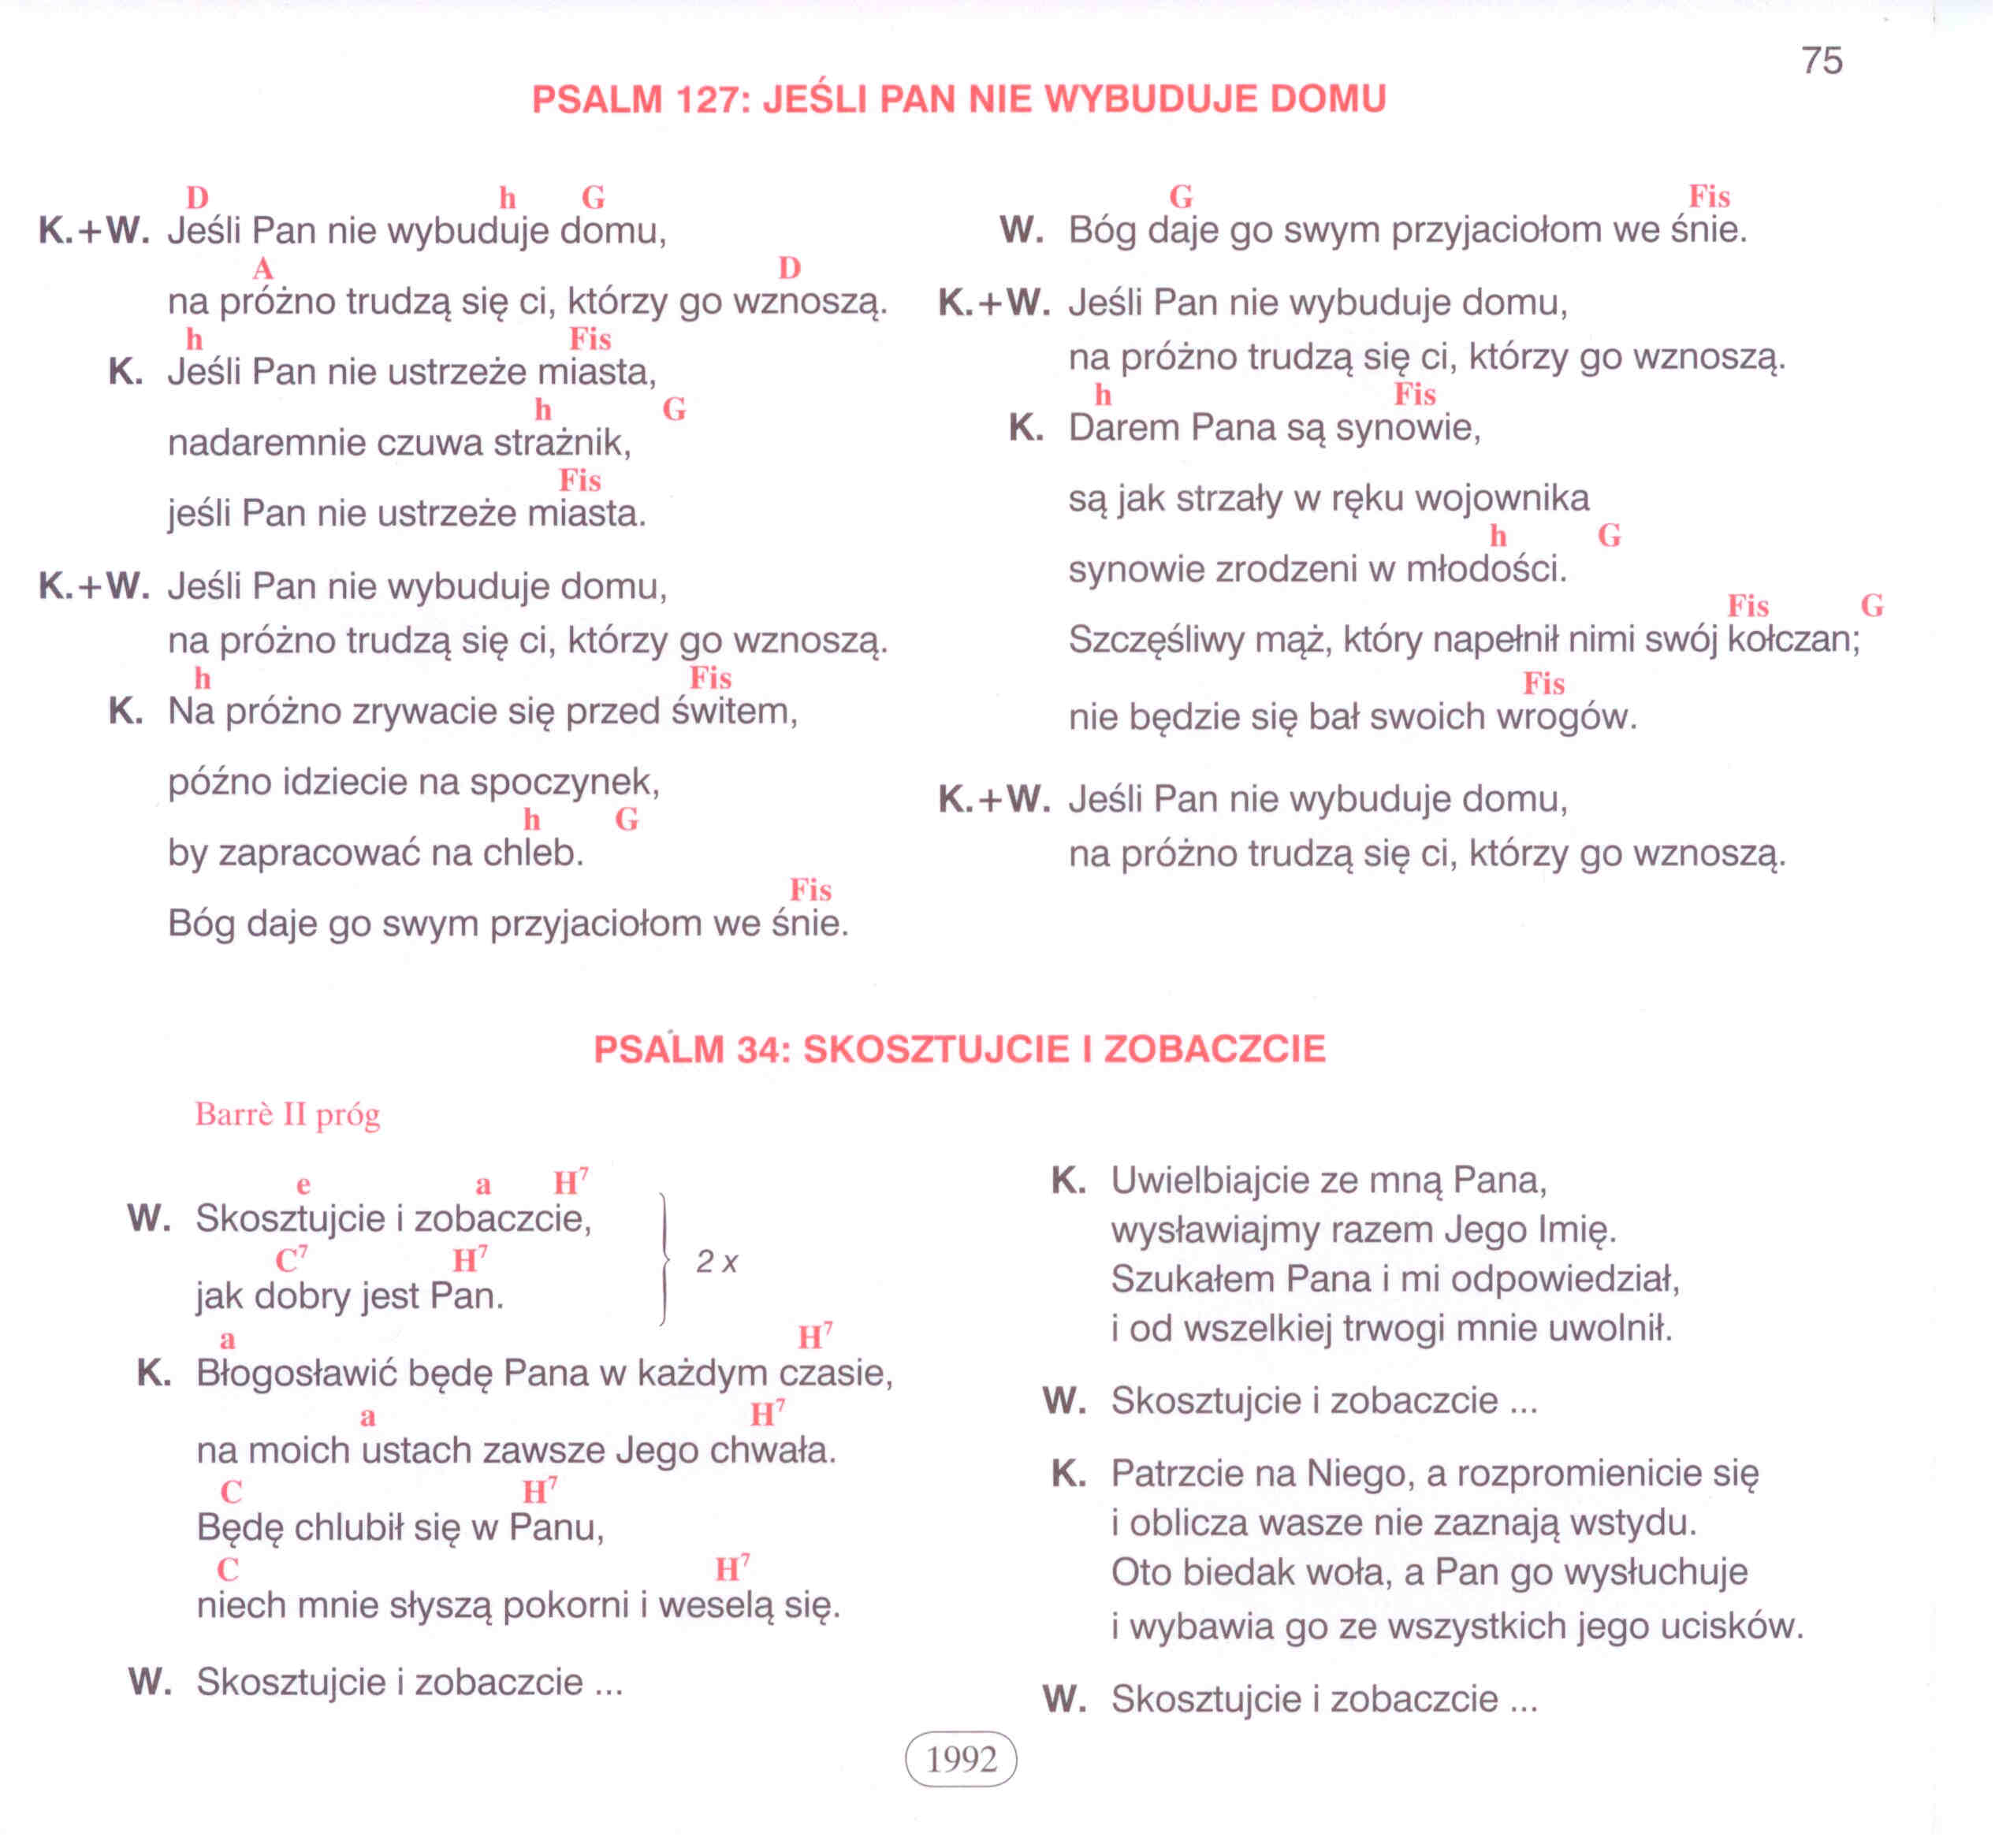 75
PSALM 127: JEŚLI PAN NIE WYBUDUJE DOMU
D h G
K.+W. Jeśli Pan nie wybuduje domu,
A D
na próżno trudzą się ci, którzy go wznoszą.
h Fis
K. Jeśli Pan nie ustrzeże miasta,
h G
nadaremnie czuwa strażnik,
Fis
jeśli Pan nie ustrzeże miasta.
K.+W. Jeśli Pan nie wybuduje domu,
na próżno trudzą się ci, którzy go wznoszą.
h Fis
K. Na próżno zrywacie się przed świtem,
późno idziecie na spoczynek,
h G
by zapracować na chleb.
Fis
Bóg daje go swym przyjaciołom we śnie.
G Fis
W. Bóg daje go swym przyjaciołom we śnie.
K.+W. Jeśli Pan nie wybuduje domu,
na próżno trudzą się ci, którzy go wznoszą.
h Fis
K. Darem Pana są synowie,
są jak strzały w ręku wojownika
h G
synowie zrodzeni w młodości.
Fis G
Szczęśliwy mąż, który napełnił nimi swój kołczan;
Fis
nie będzie się bał swoich wrogów.
K.+W. Jeśli Pan nie wybuduje domu,
na próżno trudzą się ci, którzy go wznoszą.
PSALM 34: SKOSZTUJCIE I ZOBACZCIE
Barrè II próg
e a H7
W. Skosztujcie i zobaczcie,
C7 H7
jak dobry jest Pan.
2 x
a H7
K. Błogosławić będę Pana w każdym czasie,
a H7
na moich ustach zawsze Jego chwała.
C H7
Będę chlubił się w Panu,
C H7
niech mnie słyszą pokorni i weselą się.
W. Skosztujcie i zobaczcie ...
K. Uwielbiajcie ze mną Pana,
wysławiajmy razem Jego Imię.
Szukałem Pana i mi odpowiedział,
i od wszelkiej trwogi mnie uwolnił.
W. Skosztujcie i zobaczcie ...
K. Patrzcie na Niego, a rozpromienicie się
i oblicza wasze nie zaznają wstydu.
Oto biedak woła, a Pan go wysłuchuje
i wybawia go ze wszystkich jego ucisków.
W. Skosztujcie i zobaczcie ...
1992